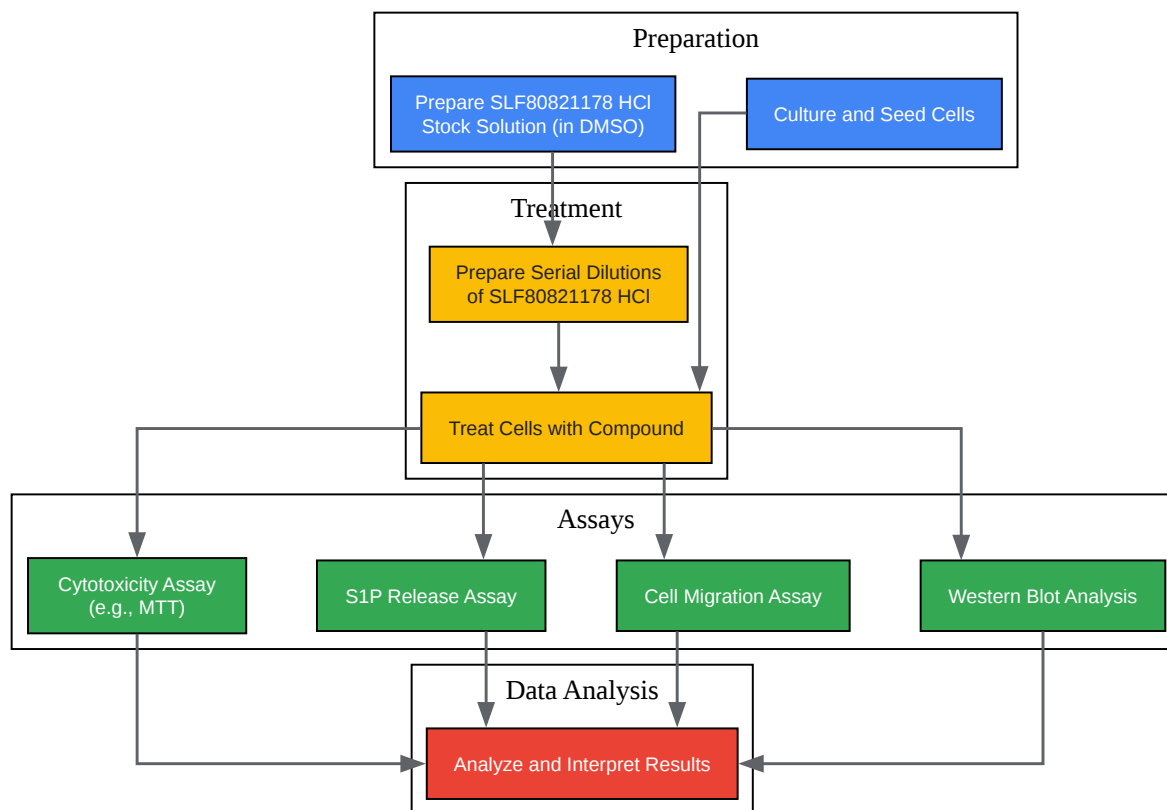 Preparation
Prepare SLF80821178 HCl
Stock Solution (in DMSO)
Culture and Seed Cells
Treatment
Prepare Serial Dilutions
of SLF80821178 HCl
Treat Cells with Compound
Assays
Cytotoxicity Assay
(e.g., MTT)
S1P Release Assay
Cell Migration Assay
Western Blot Analysis
Data Analysis
Analyze and Interpret Results